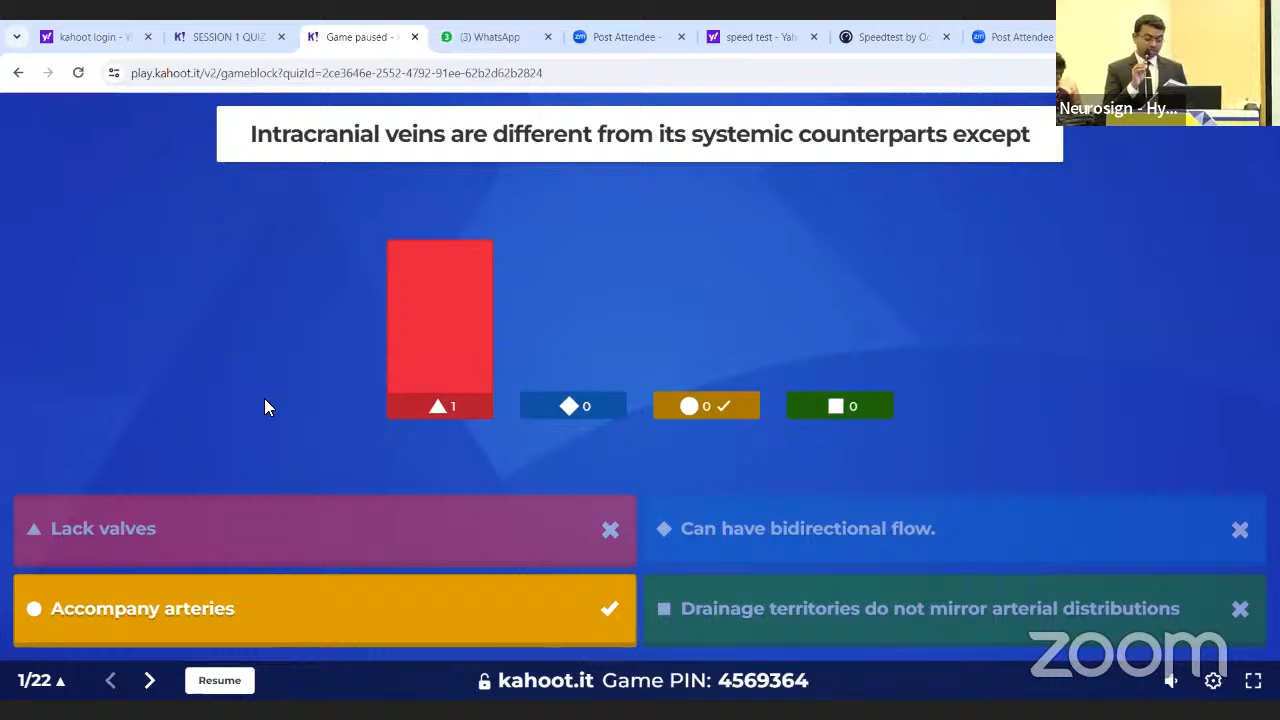 kahoot login - Y
SESSION 1 QUIZ
Game paused -
(3) WhatsApp
Post Attendee -
speed test - Yah
Speedtest by Oo
Post Attendee
play.kahoot.it/v2/gameblock?quizId=2ce3646e-2552-4792-91ee-62b2d62b2824
Neurosign - Hy...
Intracranial veins are different from its systemic counterparts except
1
0
0
0
Lack valves
Can have bidirectional flow.
Accompany arteries
Drainage territories do not mirror arterial distributions
zoom
1/22
Resume
kahoot.it Game PIN: 4569364